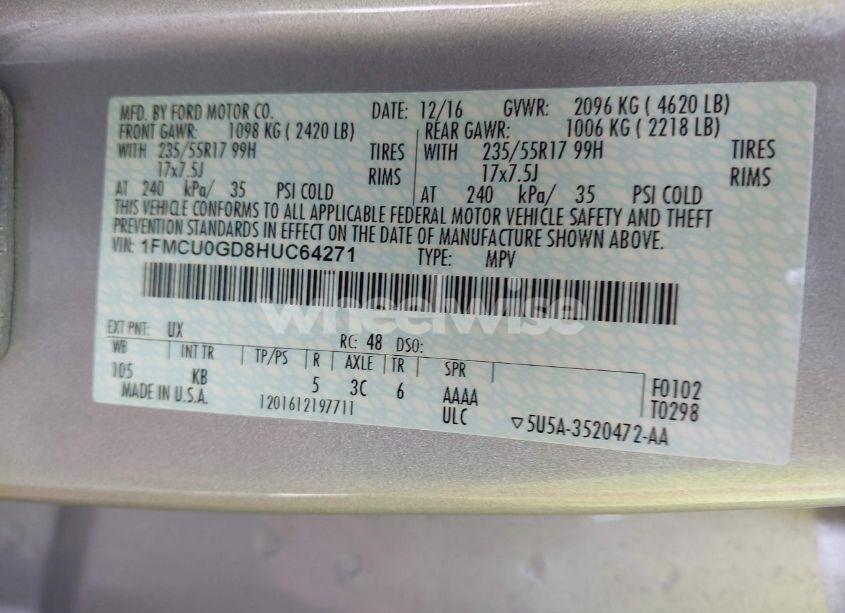 MFD. BY FORD MOTOR CO. DATE: 12/16 GVWR: 2096 KG ( 4620 LB)
FRONT GAWR: 1098 KG ( 2420 LB) REAR GAWR: 1006 KG ( 2218 LB)
WITH 235/55R17 99H TIRES WITH 235/55R17 99H TIRES
17x7.5J RIMS 17x7.5J RIMS
AT 240 kPa/ 35 PSI COLD AT 240 kPa/ 35 PSI COLD
THIS VEHICLE CONFORMS TO ALL APPLICABLE FEDERAL MOTOR VEHICLE SAFETY AND THEFT
PREVENTION STANDARDS IN EFFECT ON THE DATE OF MANUFACTURE SHOWN ABOVE.
VIN: 1FMCU0GD8HUC64271 TYPE: MPV
wheelwise
EXT PNT: UX RC: 48 DSO:
WB INT TR TP/PS R AXLE TR SPR
105 KB 5 3C 6 AAAA F0102
MADE IN U.S.A. 1201612197711 ULC T0298
▽5U5A-3520472-AA